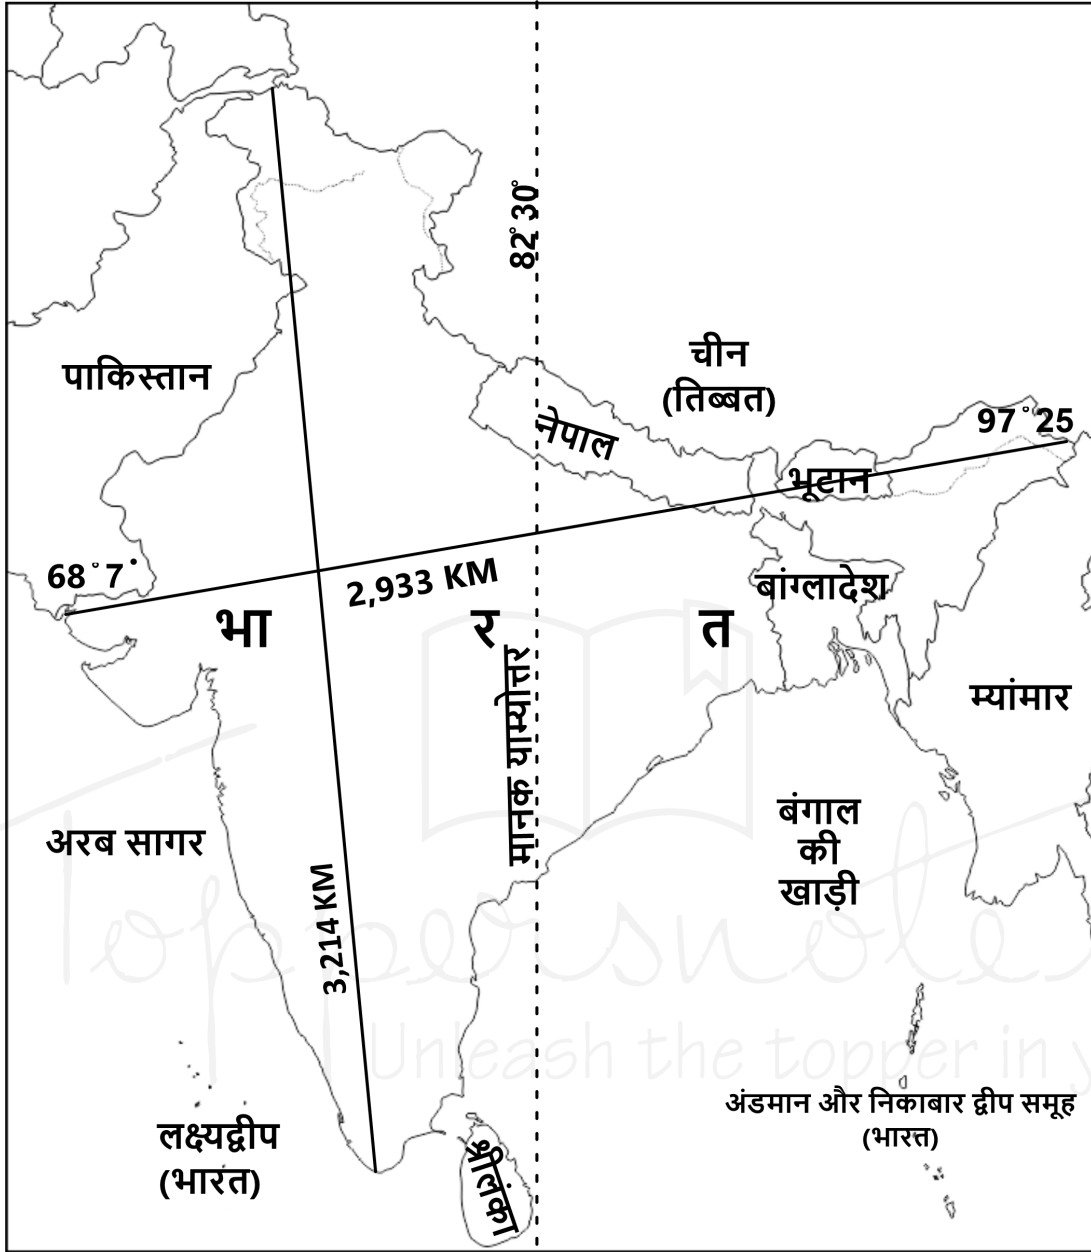 82°30°
पाकिस्तान
चीन
(तिब्बत)
नेपाल
97°25
भूटान
68°7
2,933 KM
बांग्लादेश
भा र त
मानक याम्योत्तर
म्यांमार
बंगाल
की
खाड़ी
अरब सागर
3,214 KM
Toppersnotes
Unleash the topper in
अंडमान और निकाबार द्वीप समूह
(भारत)
लक्ष्यद्वीप
(भारत)
श्रीलंका